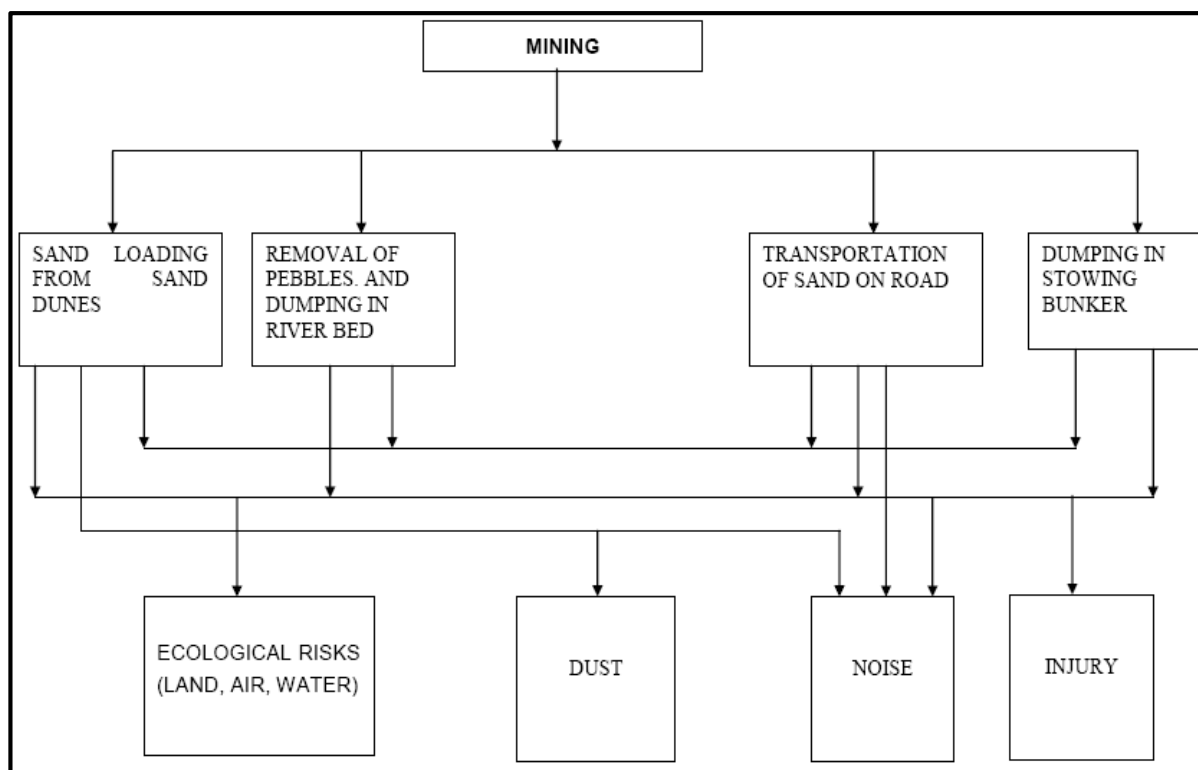 MINING
SAND LOADING
FROM SAND
DUNES
REMOVAL OF
PEBBLES. AND
DUMPING IN
RIVER BED
TRANSPORTATION
OF SAND ON ROAD
DUMPING IN
STOWING
BUNKER
ECOLOGICAL RISKS
(LAND, AIR, WATER)
DUST
NOISE
INJURY